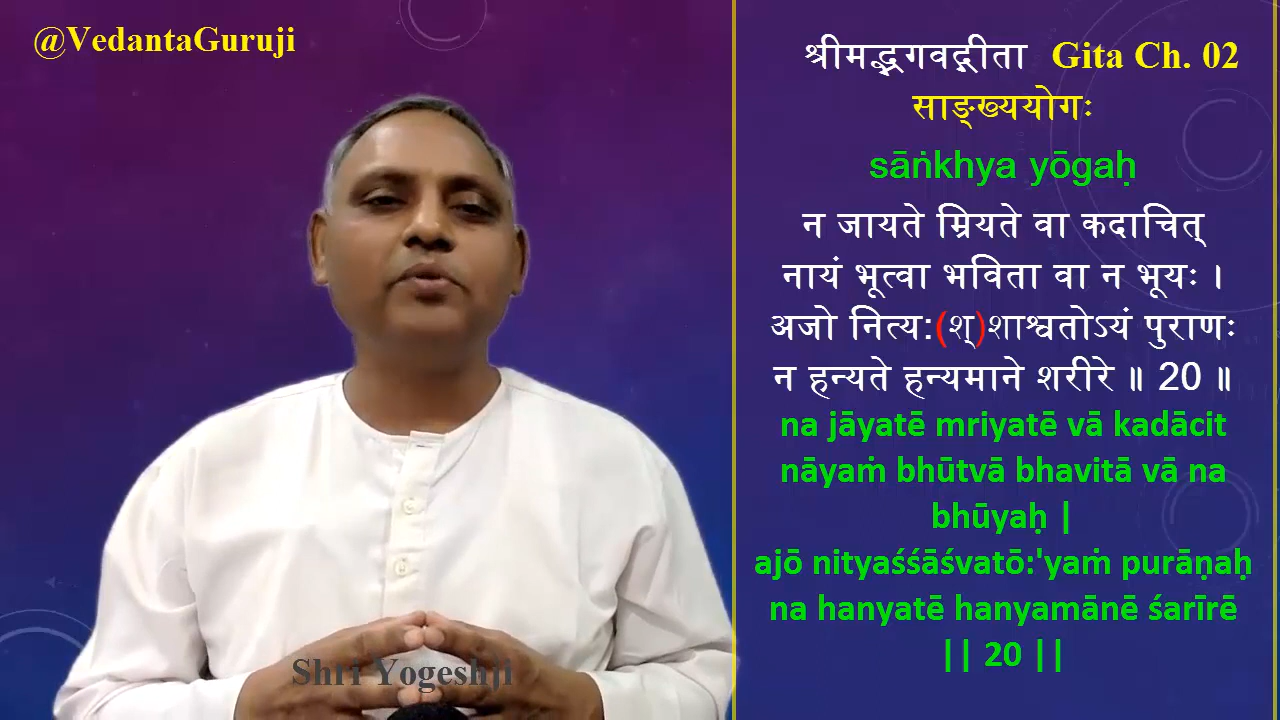 @VedantaGuruji
श्रीमद्भगवद्गीता Gita Ch. 02
साङ्ख्ययोगः
sāṅkhya yōgaḥ
न जायते म्रियते वा कदाचित्
नायं भूत्वा भविता वा न भूयः ।
अजो नित्य:(श्)शाश्वतोऽयं पुराणः
न हन्यते हन्यमाने शरीरे ॥ 20 ॥
na jāyatē mriyatē vā kadācit
nāyaṁ bhūtvā bhavitā vā na
bhūyaḥ |
ajō nityaśśāśvatō:'yaṁ purāṇaḥ
na hanyatē hanyamānē śarīrē
|| 20 ||
Shri Yogeshji